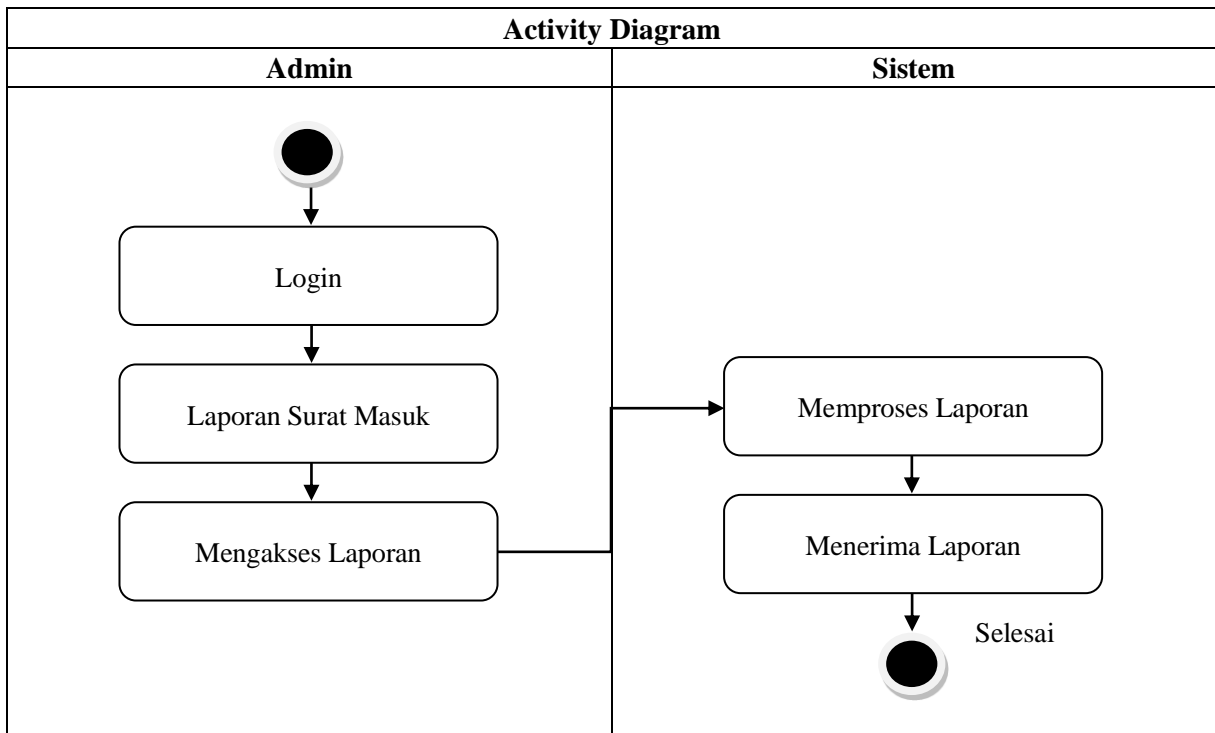 Activity Diagram
Admin
Sistem
Login
Laporan Surat Masuk
Mengakses Laporan
Memproses Laporan
Menerima Laporan
Selesai